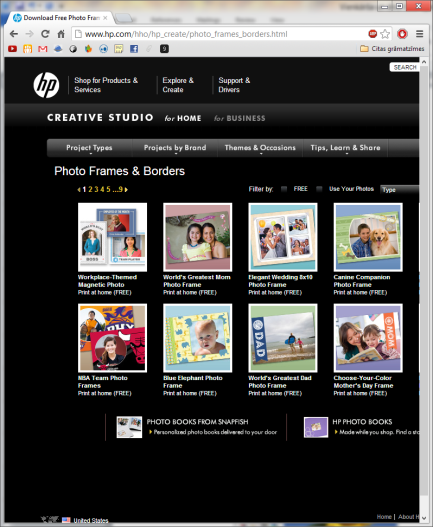 Download Free Photo Fram
www.hp.com/hho/hp_create/photo_frames_borders.html
Citas grāmatzīmes
SEARCH
hp
Shop for Products & Services
Explore & Create
Support & Drivers
CREATIVE STUDIO for HOME for BUSINESS
Project Types Projects by Brand Themes & Occasions Tips, Learn & Share
Photo Frames & Borders
1 2 3 4 5 ...9
Filter by: FREE Use Your Photos Type
Workplace-Themed Magnetic Photo
Print at home (FREE)
World's Greatest Mom Photo Frame
Print at home (FREE)
Elegant Wedding 8x10 Photo Frame
Print at home (FREE)
Canine Companion Photo Frame
Print at home (FREE)
NBA Team Photo Frames
Print at home (FREE)
Blue Elephant Photo Frame
Print at home (FREE)
DAD
World's Greatest Dad Photo Frame
Print at home (FREE)
MOM
Choose-Your-Color Mother's Day Frame
Print at home (FREE)
PHOTO BOOKS FROM SNAPFISH
Personalized photo books delivered to your door
HP PHOTO BOOKS
Made while you shop. Find a sto
United States
Home | About H